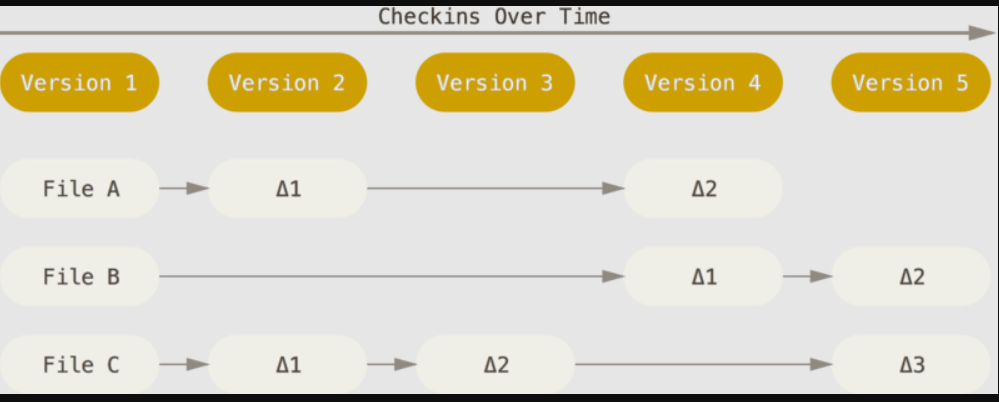 Checkins Over Time
Version 1 Version 2 Version 3 Version 4 Version 5
File A Δ1 Δ2
File B Δ1 Δ2
File C Δ1 Δ2 Δ3